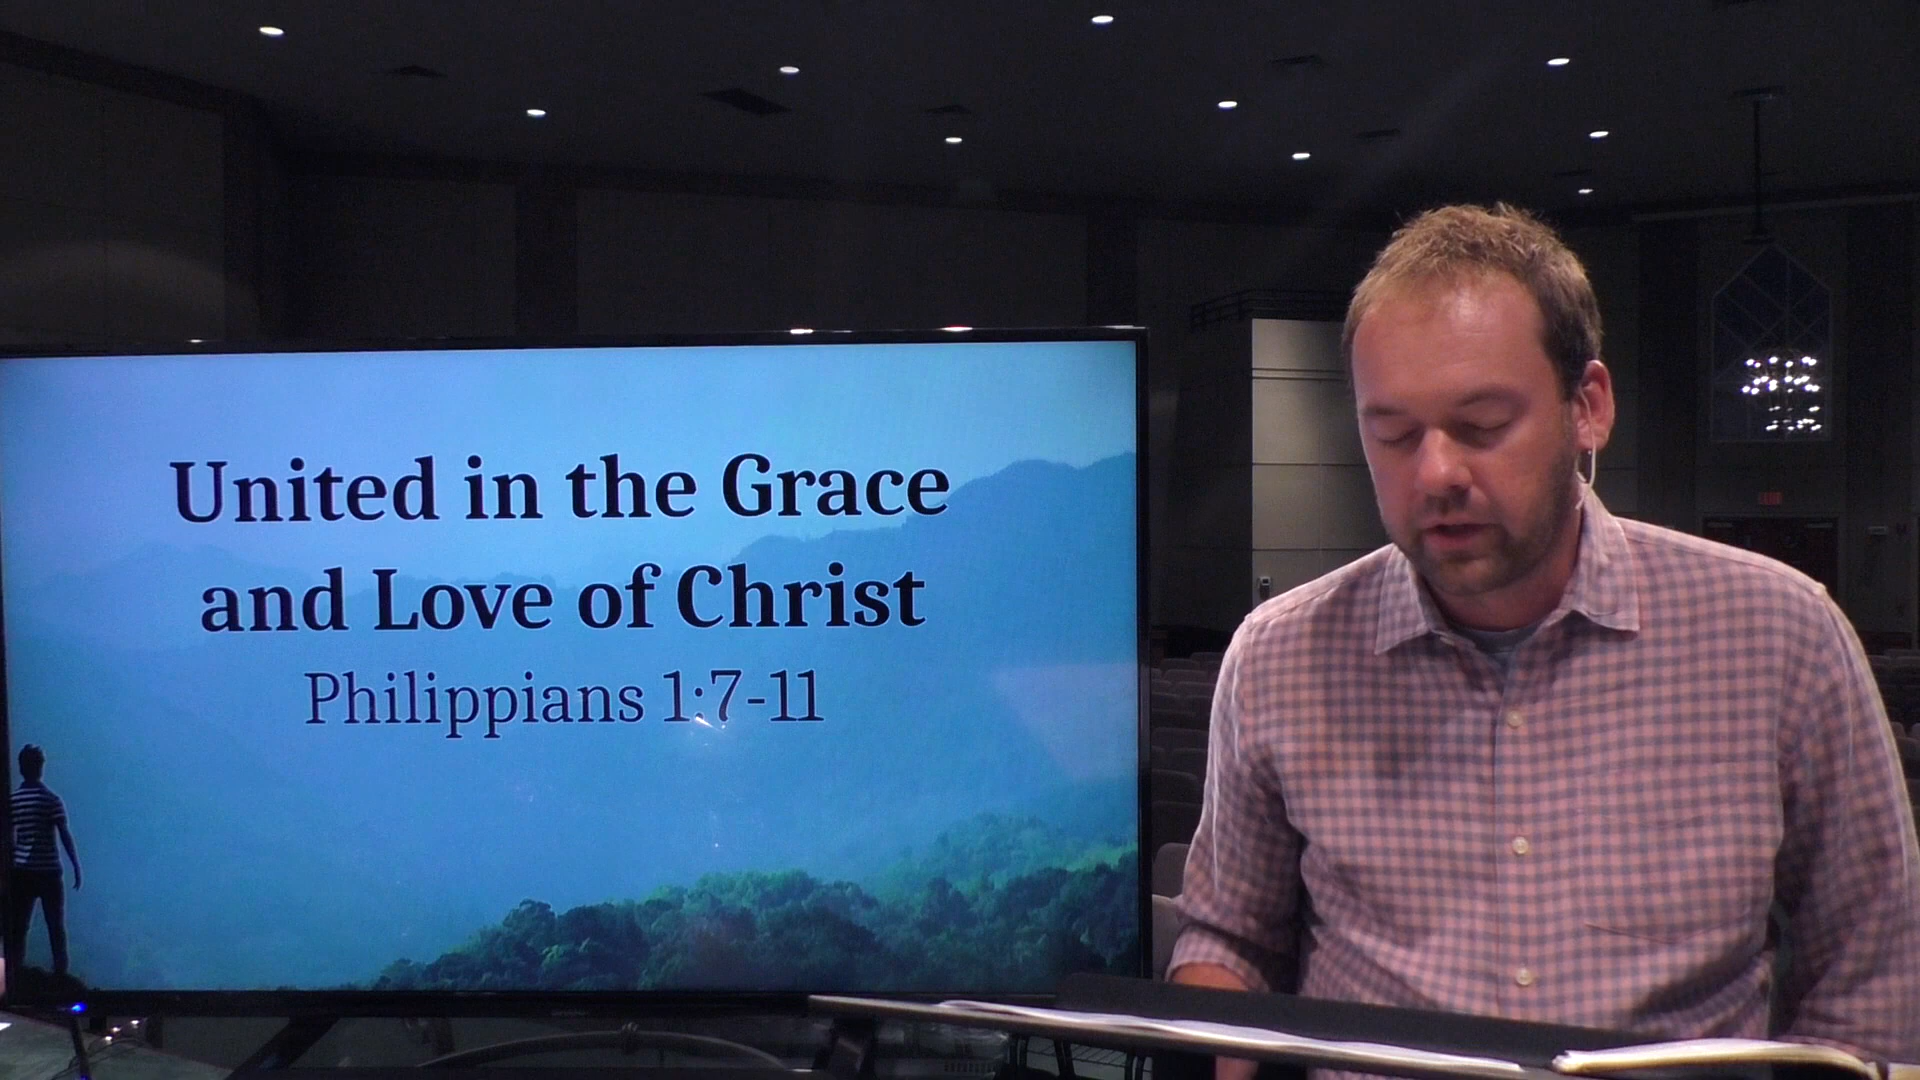 United in the Grace
and Love of Christ
Philippians 1:7-11